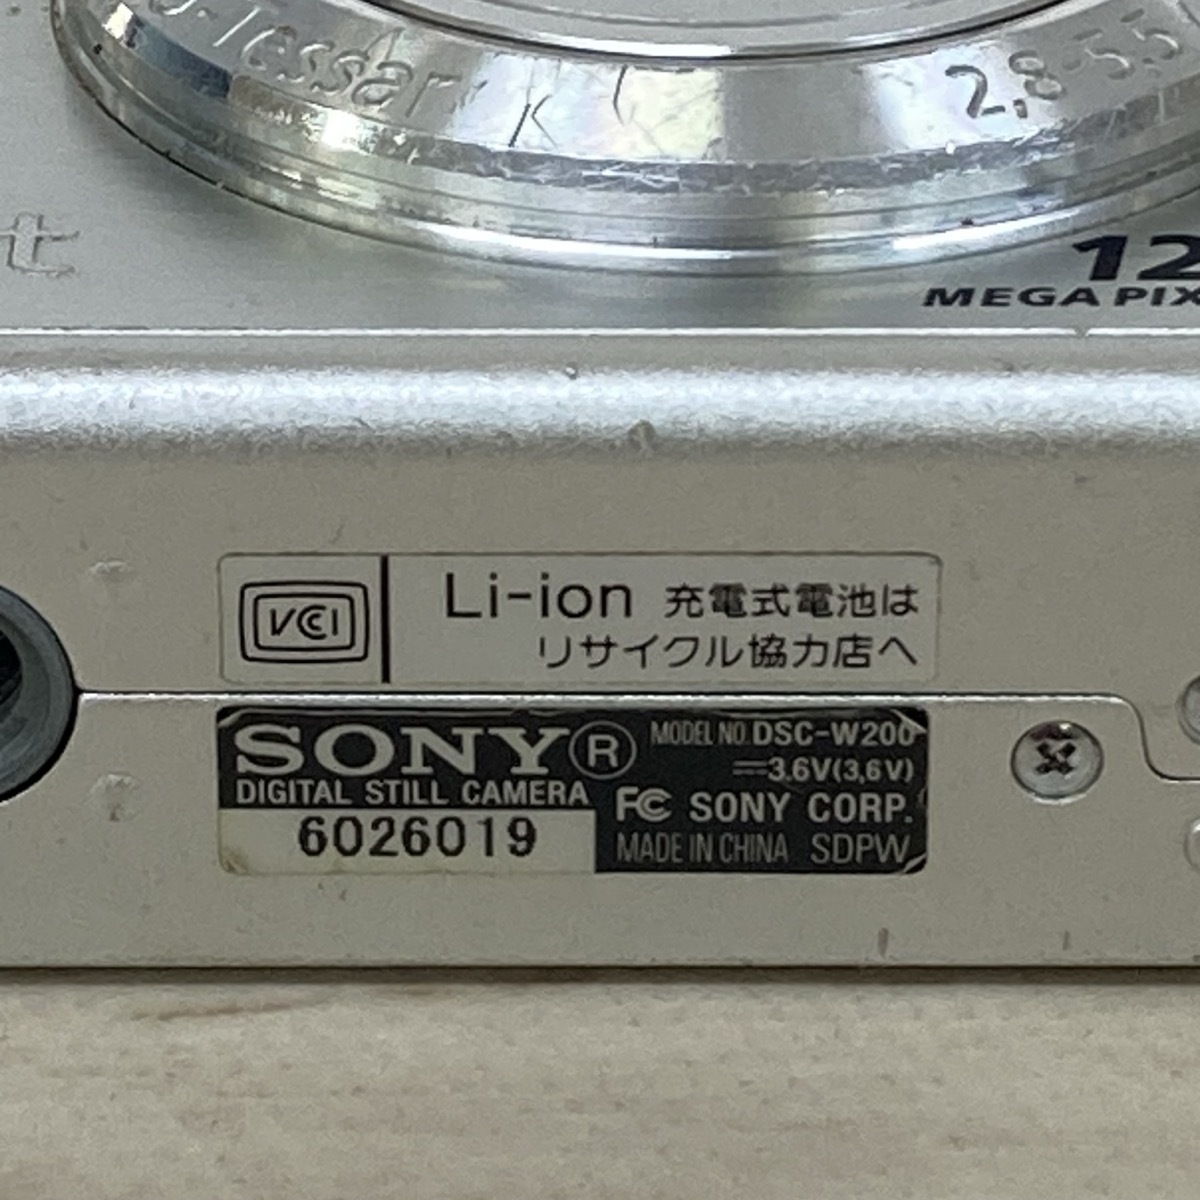 Tessar
2,8-5,5
t
12
MEGA PIX
VCCI
Li-ion 充電式電池は
リサイクル協力店へ
SONY®
DIGITAL STILL CAMERA
6026019
MODEL NO. DSC-W200
⎓3.6V(3,6V)
FC SONY CORP.
MADE IN CHINA SDPW